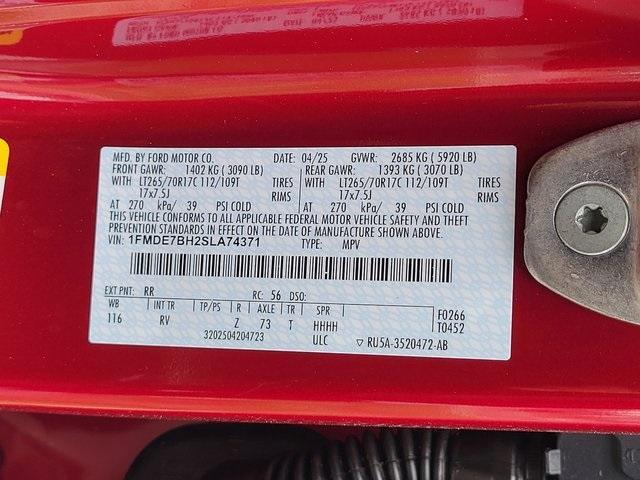 MFD. BY FORD MOTOR CO. DATE: 04/25 GVWR: 2685 KG ( 5920 LB)
FRONT GAWR: 1402 KG ( 3090 LB) REAR GAWR: 1393 KG ( 3070 LB)
WITH LT265/70R17C 112/109T TIRES WITH LT265/70R17C 112/109T TIRES
17x7.5J RIMS 17x7.5J RIMS
AT 270 kPa/ 39 PSI COLD AT 270 kPa/ 39 PSI COLD
THIS VEHICLE CONFORMS TO ALL APPLICABLE FEDERAL MOTOR VEHICLE SAFETY AND THEFT
PREVENTION STANDARDS IN EFFECT ON THE DATE OF MANUFACTURE SHOWN ABOVE.
VIN: 1FMDE7BH2SLA74371 TYPE: MPV
EXT PNT: RR RC: 56 DSO:
WB INT TR TP/PS R AXLE TR SPR F0266
116 RV Z 73 T HHHH T0452
3202504204723 ULC ▽ RU5A-3520472-AB